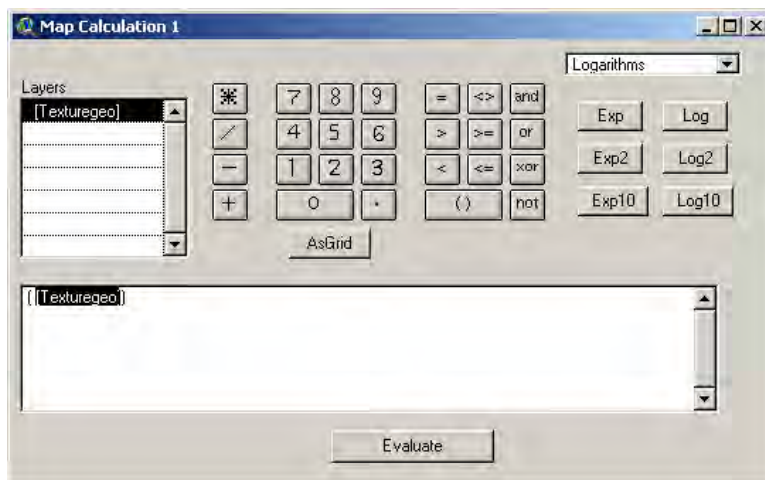 Map Calculation 1
Logarithms
Layers
[Texturegeo]
* 7 8 9 = <> and
/ 4 5 6 > >= or
- 1 2 3 < <= xor
+ 0 . ( ) not
Exp Log
Exp2 Log2
Exp10 Log10
AsGrid
( [Texturegeo])
Evaluate